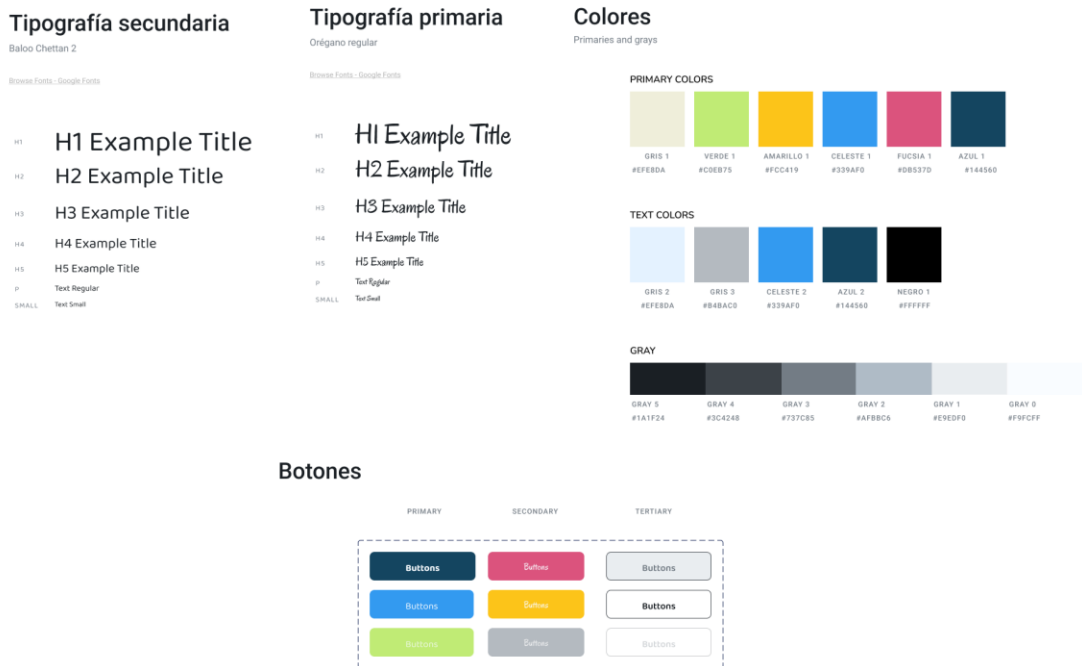 Tipografía secundaria
Baloo Chettan 2
Browse Fonts - Google Fonts
H1 H1 Example Title
H2 H2 Example Title
H3 H3 Example Title
H4 H4 Example Title
H5 H5 Example Title
P Text Regular
SMALL Text Small
Tipografía primaria
Orégano regular
Browse Fonts - Google Fonts
H1 H1 Example Title
H2 H2 Example Title
H3 H3 Example Title
H4 H4 Example Title
H5 H5 Example Title
P Text Regular
SMALL Text Small
Colores
Primaries and grays
PRIMARY COLORS
GRIS 1 VERDE 1 AMARILLO 1 CELESTE 1 FUCSIA 1 AZUL 1
#EFE8DA #C0EB75 #FCC419 #339AF0 #DB537D #144560
TEXT COLORS
GRIS 2 GRIS 3 CELESTE 2 AZUL 2 NEGRO 1
#EFE8DA #B4BAC0 #339AF0 #144560 #FFFFFF
GRAY
GRAY 5 GRAY 4 GRAY 3 GRAY 2 GRAY 1 GRAY 0
#1A1F24 #3C4248 #737C85 #AFBBC6 #E9EDF0 #F9FCFF
Botones
PRIMARY SECONDARY TERTIARY
Buttons Buttons Buttons
Buttons Buttons Buttons
Buttons Buttons Buttons